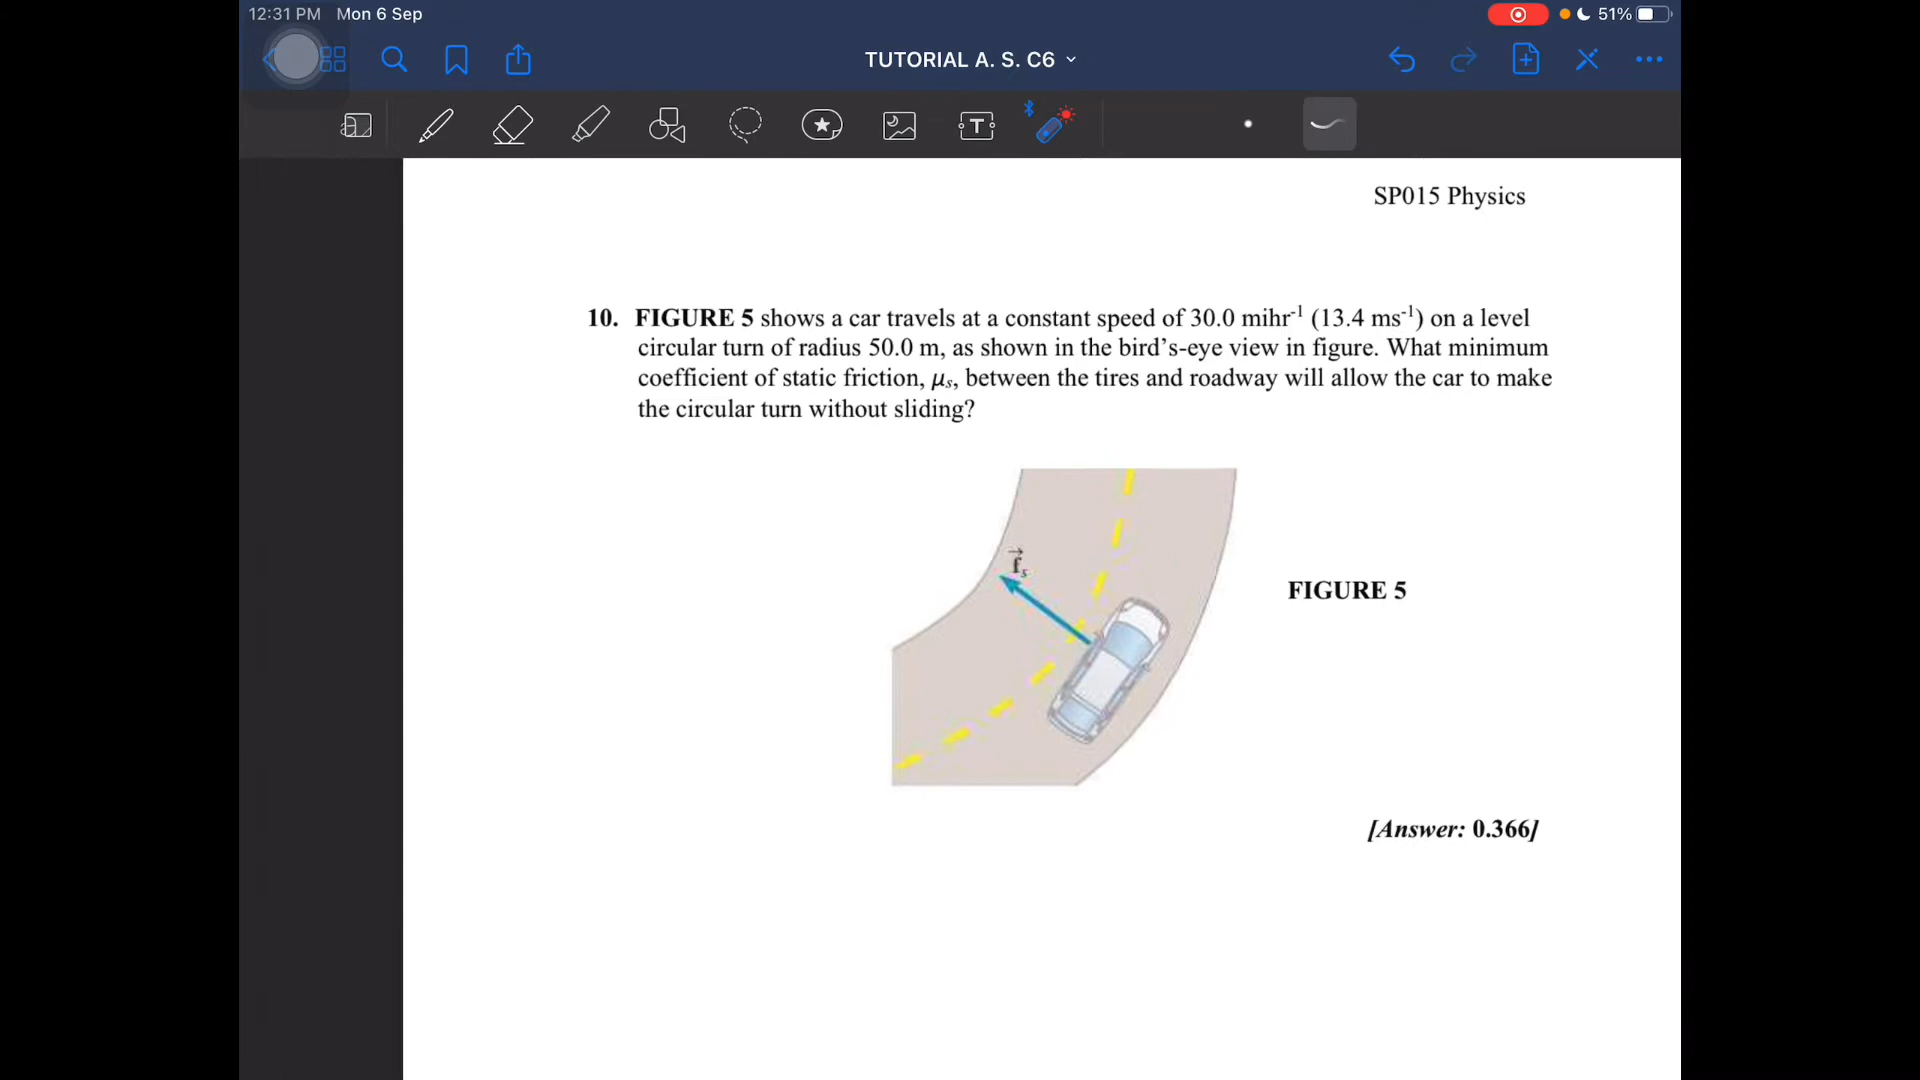 12:31 PM Mon 6 Sep
51%
TUTORIAL A. S. C6
SP015 Physics
10. FIGURE 5 shows a car travels at a constant speed of 30.0 mihr⁻¹ (13.4 ms⁻¹) on a level
circular turn of radius 50.0 m, as shown in the bird's-eye view in figure. What minimum
coefficient of static friction, μₛ, between the tires and roadway will allow the car to make
the circular turn without sliding?
f⃗ₛ
FIGURE 5
[Answer: 0.366]